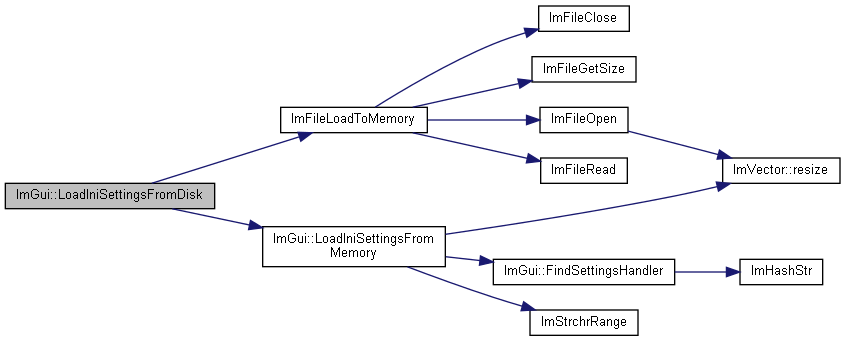 ImFileClose
ImFileGetSize
ImFileLoadToMemory
ImFileOpen
ImFileRead
ImVector::resize
ImGui::LoadIniSettingsFromDisk
ImGui::LoadIniSettingsFrom
Memory
ImGui::FindSettingsHandler
ImHashStr
ImStrchrRange